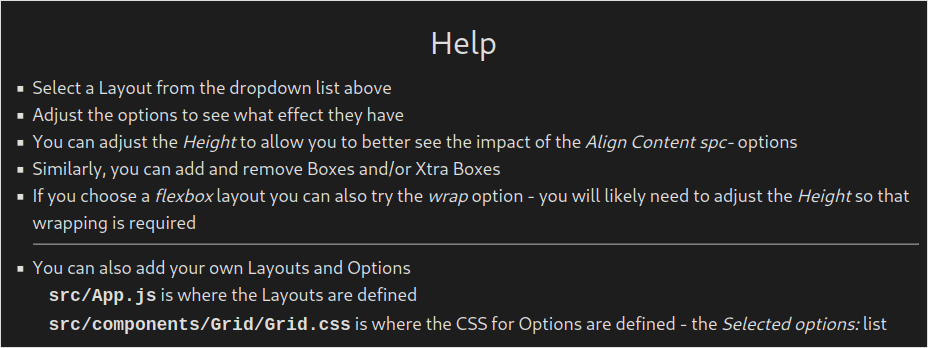 Help
▪ Select a Layout from the dropdown list above
▪ Adjust the options to see what effect they have
▪ You can adjust the Height to allow you to better see the impact of the Align Content spc- options
▪ Similarly, you can add and remove Boxes and/or Xtra Boxes
▪ If you choose a flexbox layout you can also try the wrap option - you will likely need to adjust the Height so that
wrapping is required
▪ You can also add your own Layouts and Options
src/App.js is where the Layouts are defined
src/components/Grid/Grid.css is where the CSS for Options are defined - the Selected options: list